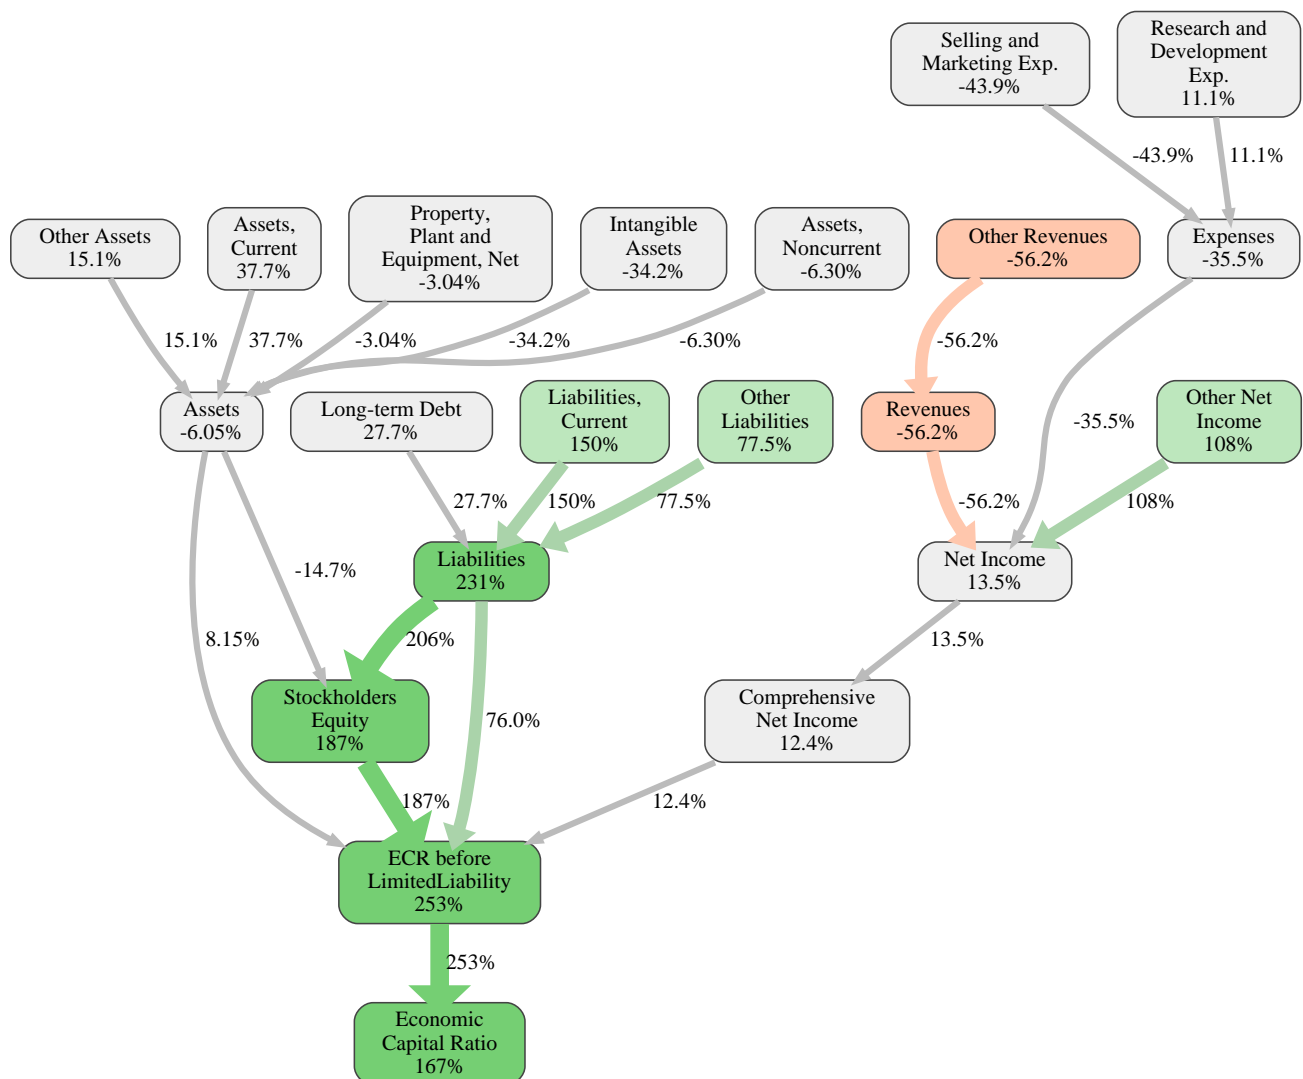 Selling and
Marketing Exp.
-43.9%
Research and
Development
Exp.
11.1%
-43.9%
11.1%
Other Assets
15.1%
Assets,
Current
37.7%
Property,
Plant and
Equipment, Net
-3.04%
Intangible
Assets
-34.2%
Assets,
Noncurrent
-6.30%
Other Revenues
-56.2%
Expenses
-35.5%
15.1%
37.7%
-3.04%
-34.2%
-6.30%
-56.2%
Assets
-6.05%
Long-term Debt
27.7%
Liabilities,
Current
150%
Other
Liabilities
77.5%
Revenues
-56.2%
-35.5%
Other Net
Income
108%
27.7%
150%
77.5%
-56.2%
108%
Liabilities
231%
Net Income
13.5%
-14.7%
8.15%
206%
13.5%
Stockholders
Equity
187%
76.0%
Comprehensive
Net Income
12.4%
187%
12.4%
ECR before
LimitedLiability
253%
253%
Economic
Capital Ratio
167%